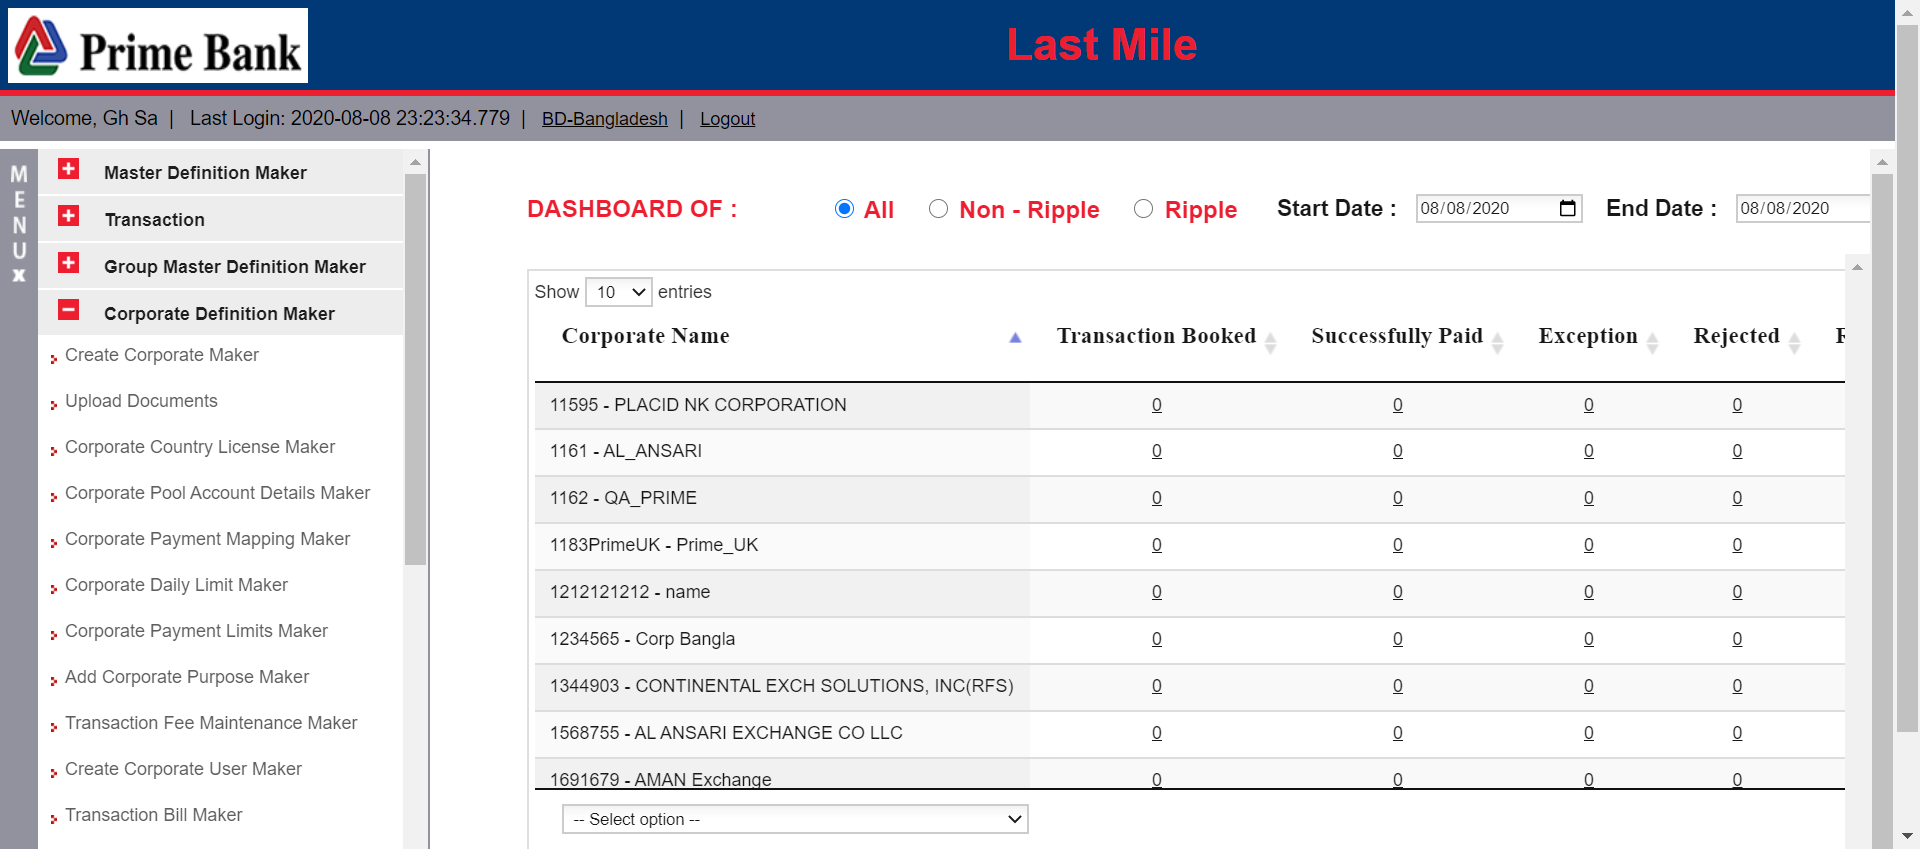 Prime Bank
Last Mile
Welcome, Gh Sa | Last Login: 2020-08-08 23:23:34.779 | BD-Bangladesh | Logout
MENU x
Master Definition Maker
Transaction
Group Master Definition Maker
Corporate Definition Maker
Create Corporate Maker
Upload Documents
Corporate Country License Maker
Corporate Pool Account Details Maker
Corporate Payment Mapping Maker
Corporate Daily Limit Maker
Corporate Payment Limits Maker
Add Corporate Purpose Maker
Transaction Fee Maintenance Maker
Create Corporate User Maker
Transaction Bill Maker
DASHBOARD OF : All Non - Ripple Ripple Start Date : 08/08/2020 End Date : 08/08/2020
Show 10 entries
Corporate Name Transaction Booked Successfully Paid Exception Rejected
11595 - PLACID NK CORPORATION 0 0 0 0
1161 - AL_ANSARI 0 0 0 0
1162 - QA_PRIME 0 0 0 0
1183PrimeUK - Prime_UK 0 0 0 0
1212121212 - name 0 0 0 0
1234565 - Corp Bangla 0 0 0 0
1344903 - CONTINENTAL EXCH SOLUTIONS, INC(RFS) 0 0 0 0
1568755 - AL ANSARI EXCHANGE CO LLC 0 0 0 0
1691679 - AMAN Exchange 0 0 0 0
-- Select option --